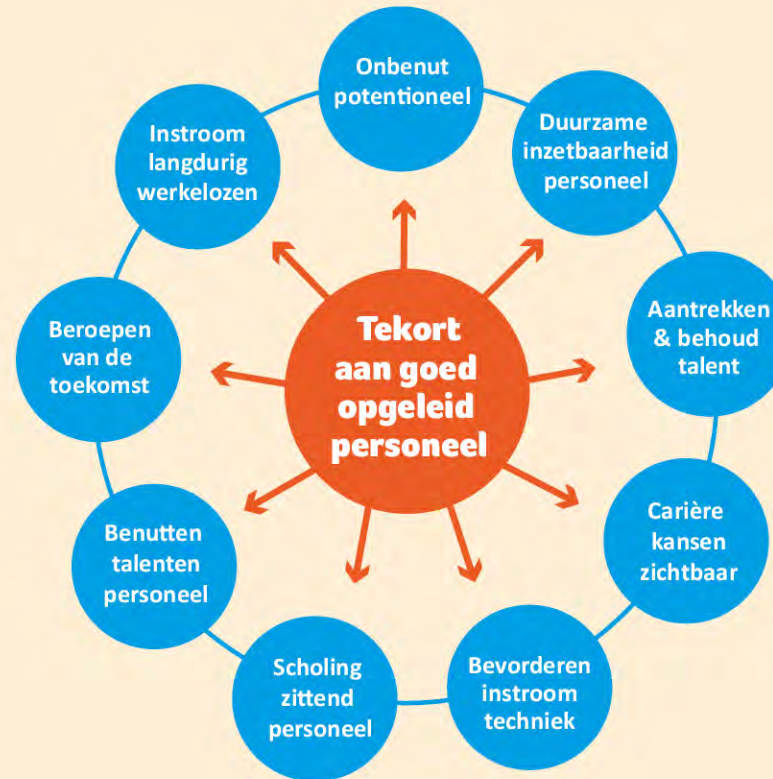 Onbenut
potentioneel
Duurzame
inzetbaarheid
personeel
Aantrekken
& behoud
talent
Carière
kansen
zichtbaar
Bevorderen
instroom
techniek
Scholing
zittend
personeel
Benutten
talenten
personeel
Beroepen
van de
toekomst
Instroom
langdurig
werkelozen
Tekort
aan goed
opgeleid
personeel